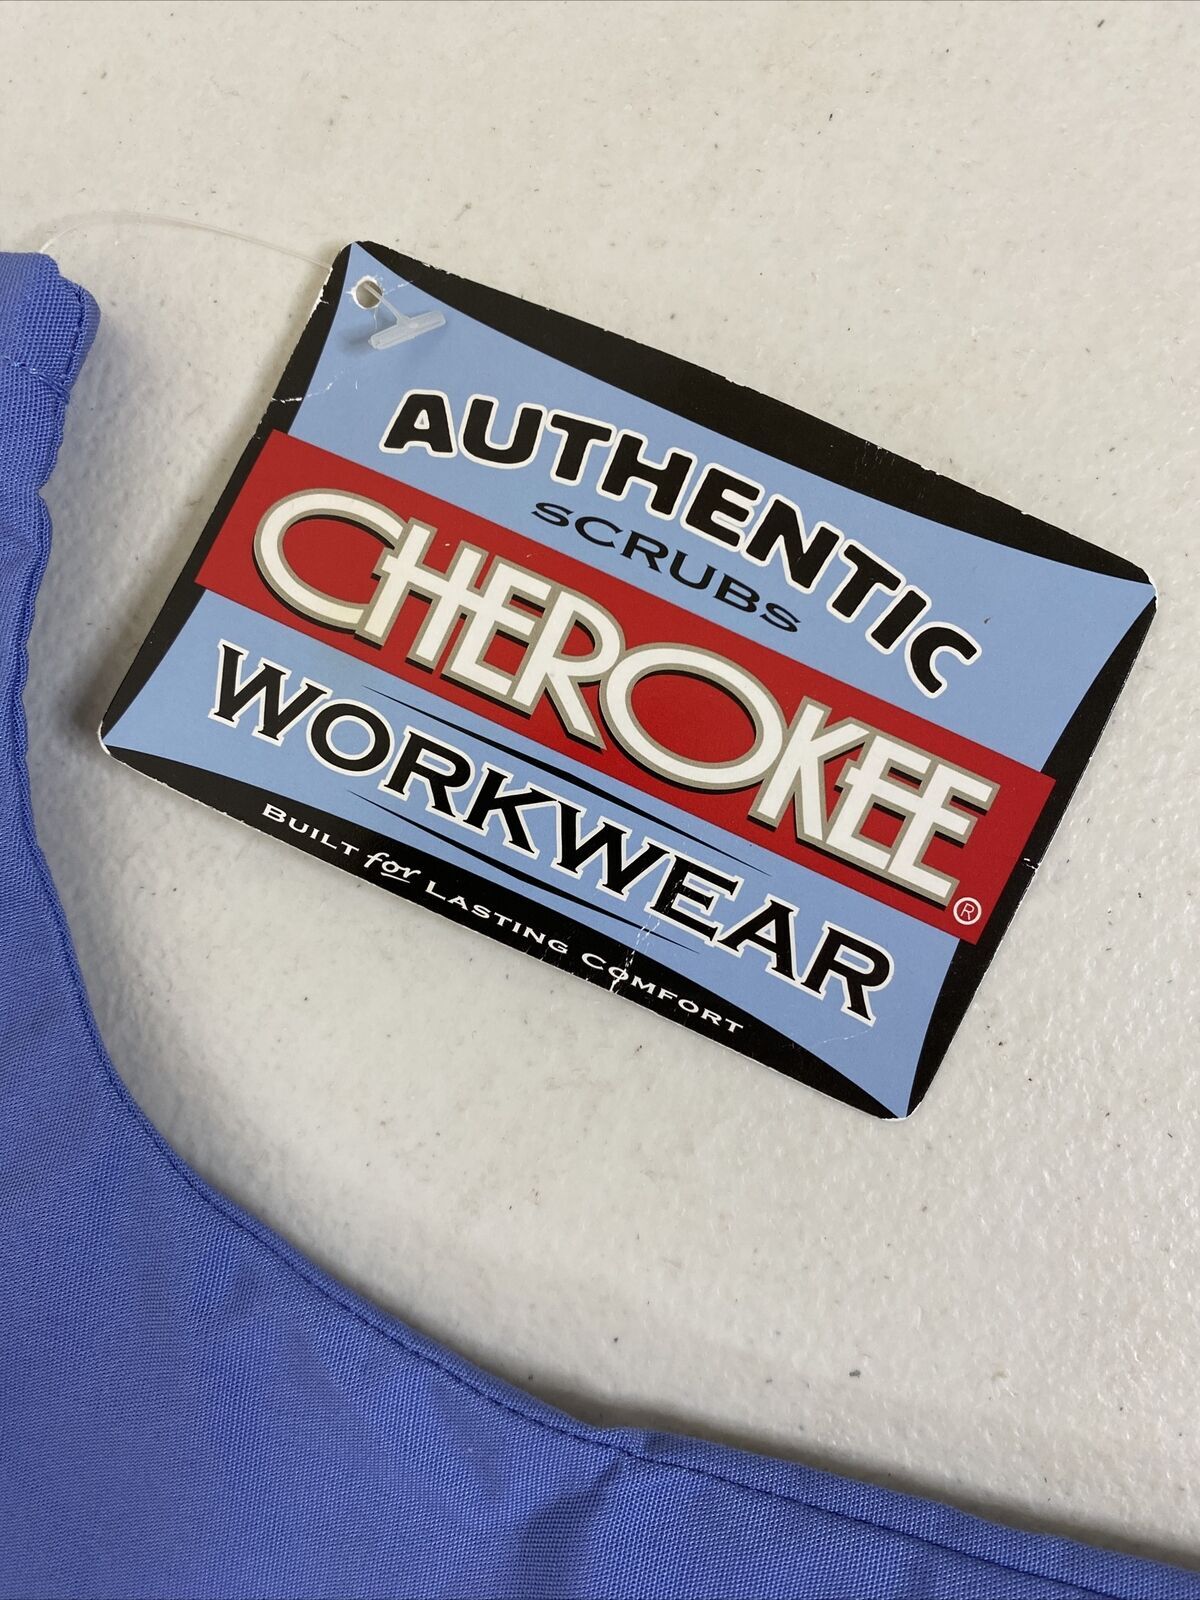 AUTHENTIC
SCRUBS
CHEROKEE®
WORKWEAR
BUILT for LASTING COMFORT